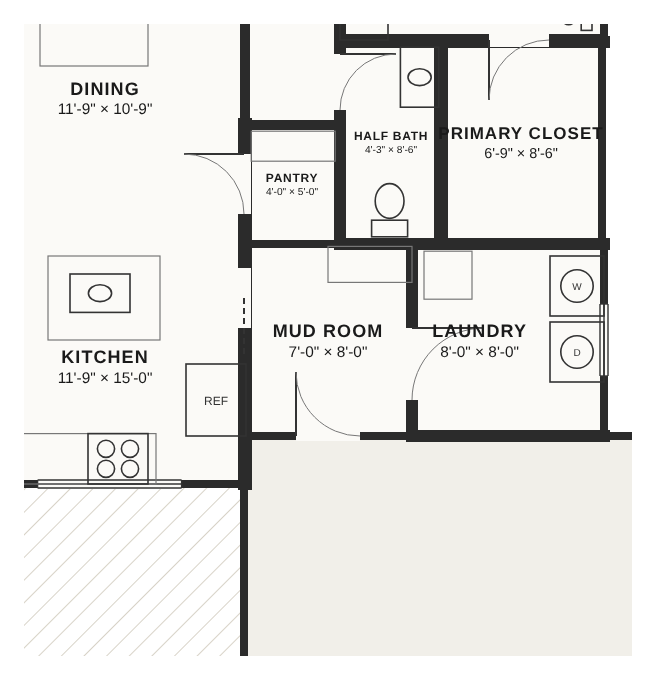 DINING
11'-9" × 10'-9"
HALF BATH
4'-3" × 8'-6"
PRIMARY CLOSET
6'-9" × 8'-6"
PANTRY
4'-0" × 5'-0"
W
MUD ROOM
7'-0" × 8'-0"
LAUNDRY
8'-0" × 8'-0"
D
KITCHEN
11'-9" × 15'-0"
REF